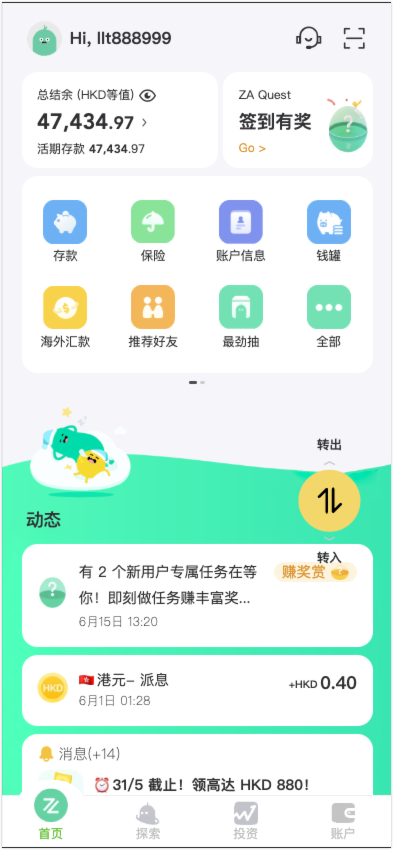 Hi, llt888999
总结余 (HKD等值)
47,434.97 ›
活期存款 47,434.97
ZA Quest
签到有奖
Go >
存款
保险
账户信息
钱罐
海外汇款
推荐好友
最劲抽
全部
转出
动态
转入
有 2 个新用户专属任务在等
你！即刻做任务赚丰富奖...
赚奖赏
6月15日 13:20
港元- 派息
+HKD 0.40
6月1日 01:28
HKD
消息(+14)
31/5 截止！领高达 HKD 880！
首页
探索
投资
账户